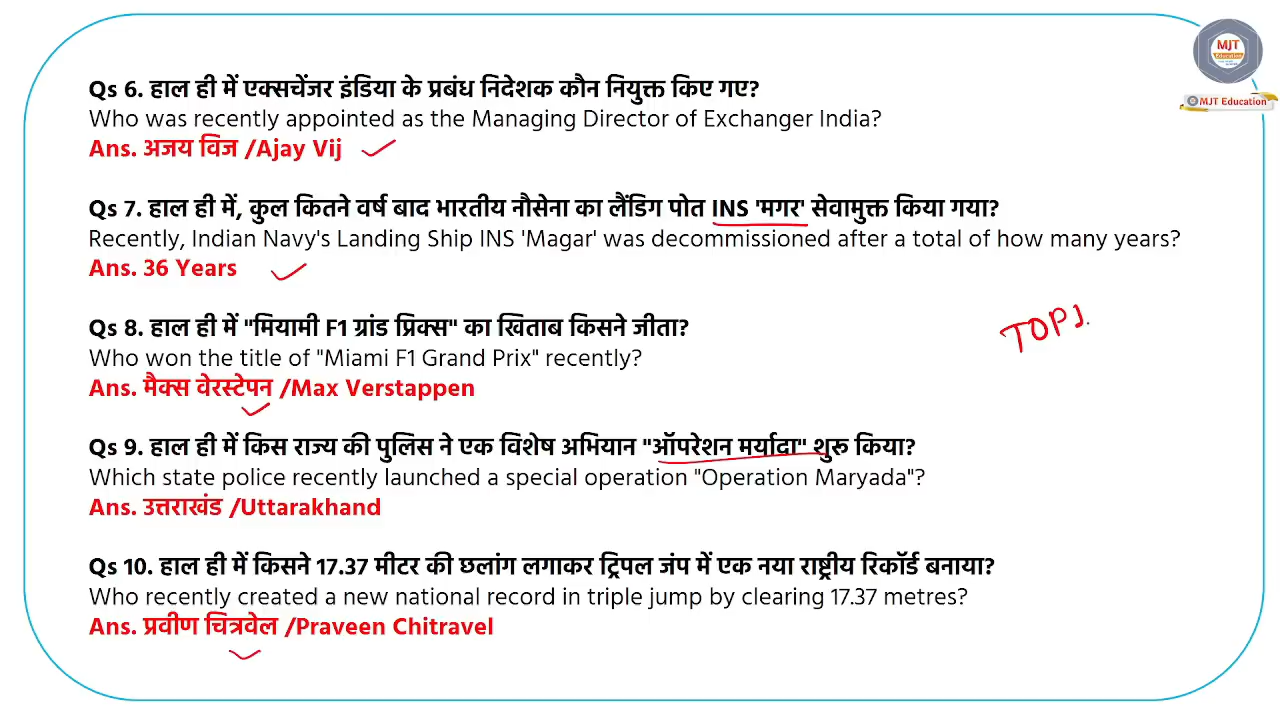 MJT
Education
MJT Education
Qs 6. हाल ही में एक्सचेंजर इंडिया के प्रबंध निदेशक कौन नियुक्त किए गए?
Who was recently appointed as the Managing Director of Exchanger India?
Ans. अजय विज /Ajay Vij
Qs 7. हाल ही में, कुल कितने वर्ष बाद भारतीय नौसेना का लैंडिग पोत INS 'मगर' सेवामुक्त किया गया?
Recently, Indian Navy's Landing Ship INS 'Magar' was decommissioned after a total of how many years?
Ans. 36 Years
Qs 8. हाल ही में "मियामी F1 ग्रांड प्रिक्स" का खिताब किसने जीता?
Who won the title of "Miami F1 Grand Prix" recently?
Ans. मैक्स वेरस्टेपन /Max Verstappen
Qs 9. हाल ही में किस राज्य की पुलिस ने एक विशेष अभियान "ऑपरेशन मर्यादा" शुरू किया?
Which state police recently launched a special operation "Operation Maryada"?
Ans. उत्तराखंड /Uttarakhand
Qs 10. हाल ही में किसने 17.37 मीटर की छलांग लगाकर ट्रिपल जंप में एक नया राष्ट्रीय रिकॉर्ड बनाया?
Who recently created a new national record in triple jump by clearing 17.37 metres?
Ans. प्रवीण चित्रवेल /Praveen Chitravel